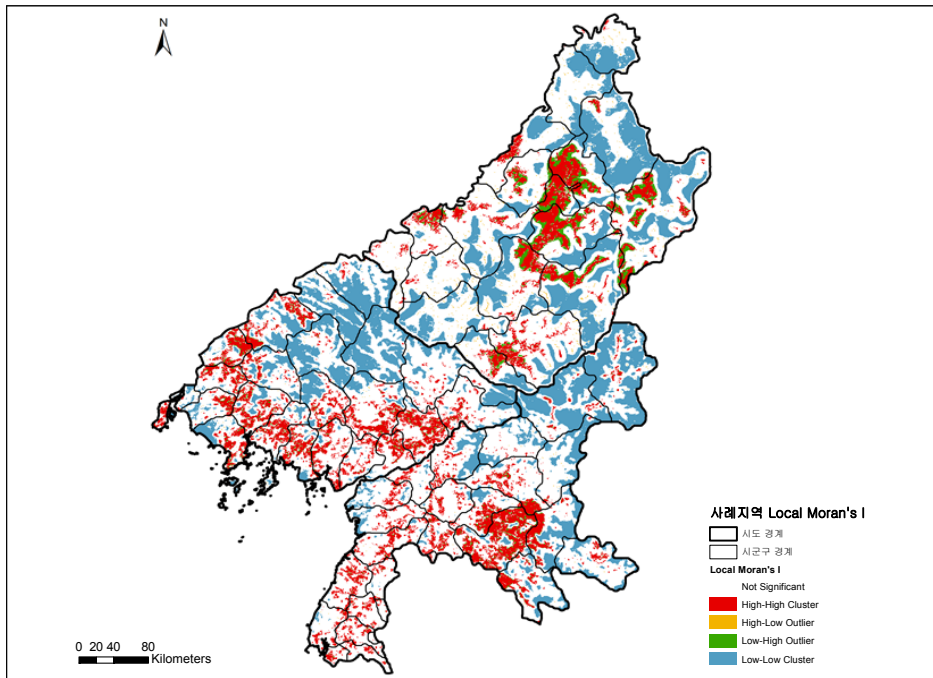 N
사례지역 Local Moran's I
시도 경계
시군구 경계
Local Moran's I
Not Significant
High-High Cluster
High-Low Outlier
Low-High Outlier
Low-Low Cluster
0 20 40 80
Kilometers